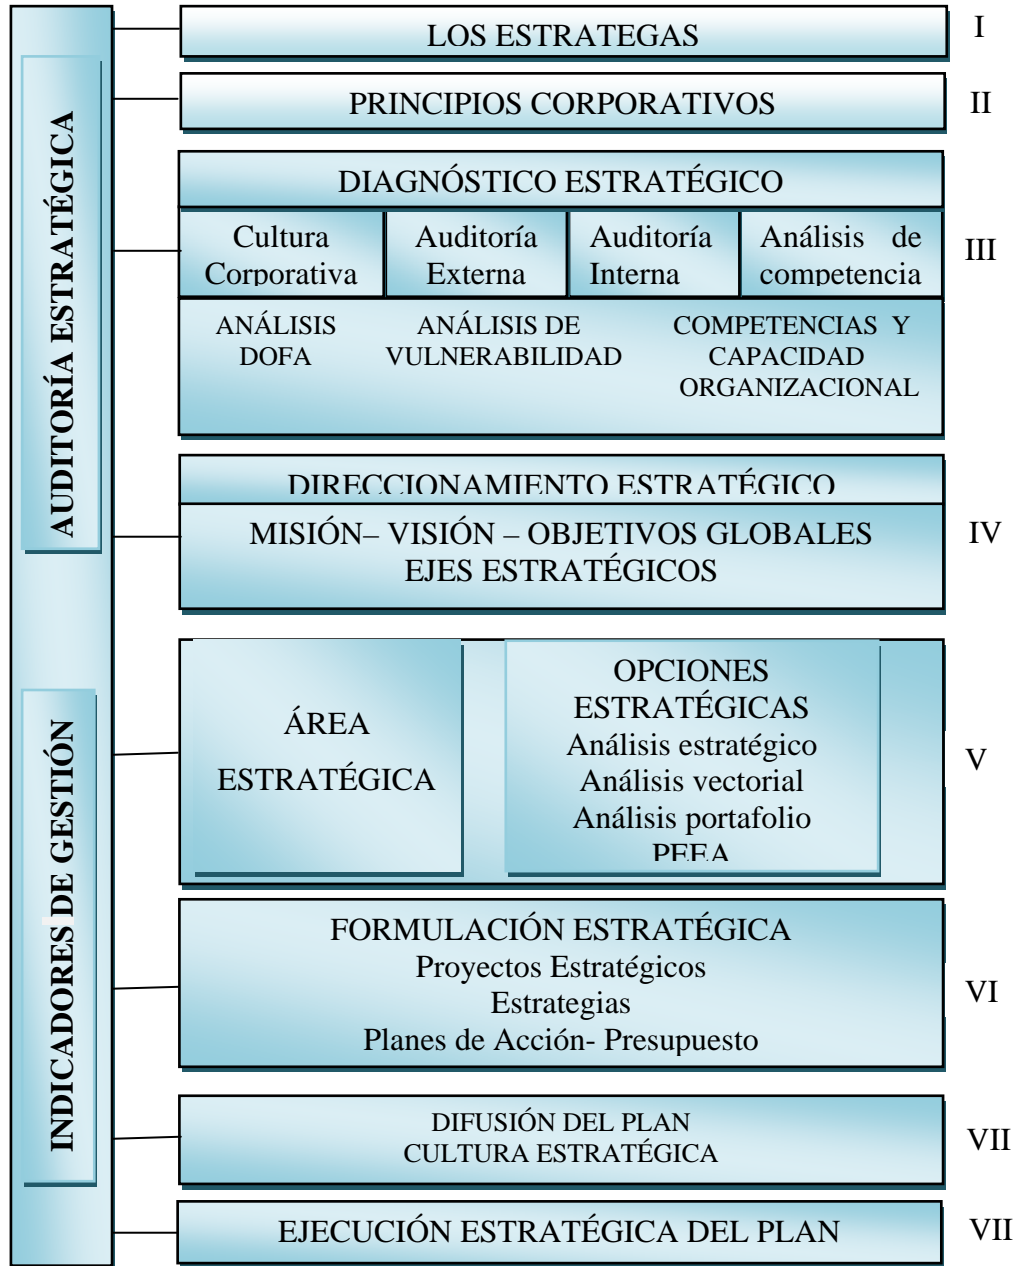 AUDITORÍA ESTRATÉGICA
INDICADORES DE GESTIÓN
LOS ESTRATEGAS
I
PRINCIPIOS CORPORATIVOS
II
DIAGNÓSTICO ESTRATÉGICO
Cultura
Corporativa
Auditoría
Externa
Auditoría
Interna
Análisis de
competencia
III
ANÁLISIS
DOFA
ANÁLISIS DE
VULNERABILIDAD
COMPETENCIAS Y
CAPACIDAD
ORGANIZACIONAL
DIRECCIONAMIENTO ESTRATÉGICO
MISIÓN– VISIÓN – OBJETIVOS GLOBALES
EJES ESTRATÉGICOS
IV
ÁREA
ESTRATÉGICA
OPCIONES
ESTRATÉGICAS
Análisis estratégico
Análisis vectorial
Análisis portafolio
PEEA
V
FORMULACIÓN ESTRATÉGICA
Proyectos Estratégicos
Estrategias
Planes de Acción- Presupuesto
VI
DIFUSIÓN DEL PLAN
CULTURA ESTRATÉGICA
VII
EJECUCIÓN ESTRATÉGICA DEL PLAN
VII